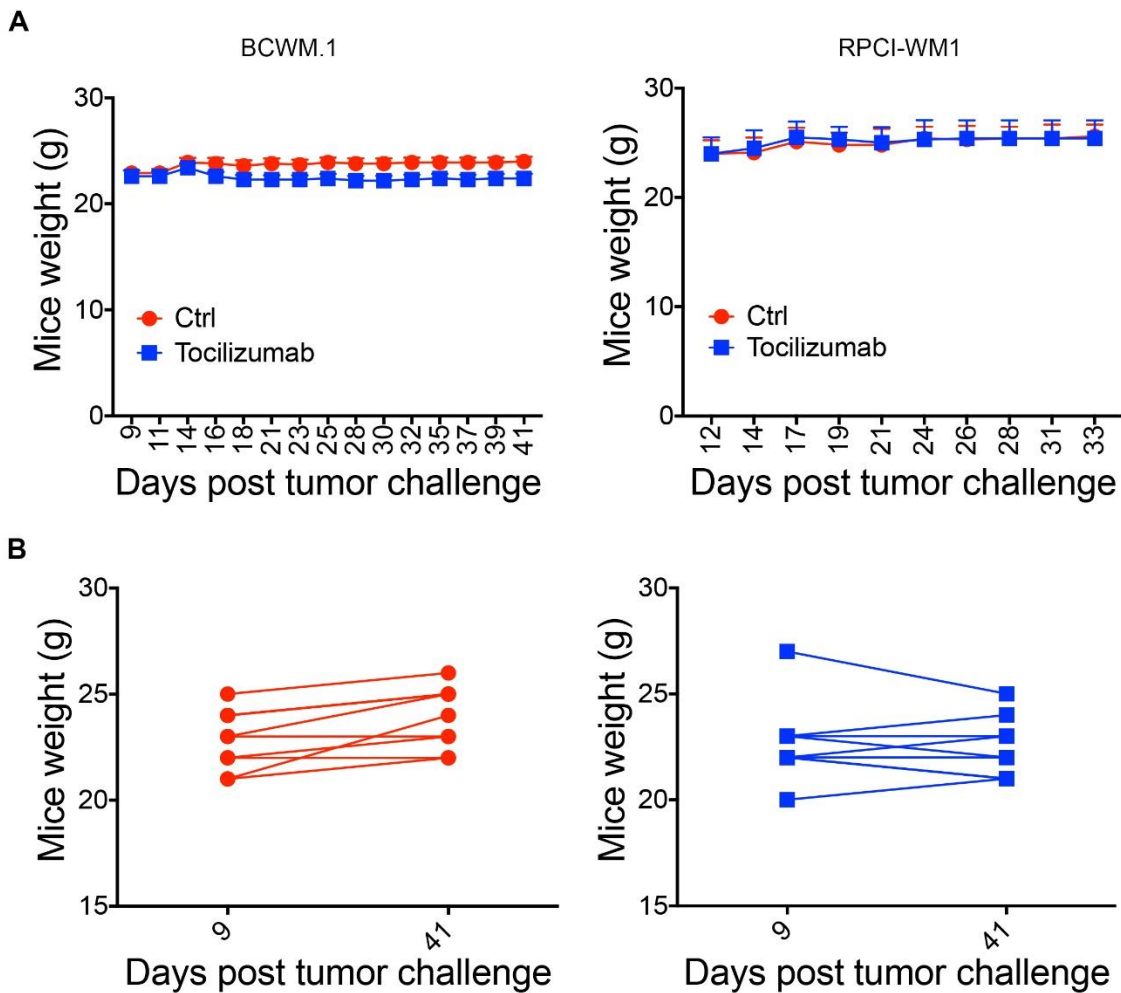 A
BCWM.1
RPCI-WM1
Mice weight (g)
30
20
10
0
Ctrl
Tocilizumab
9 11 14 16 18 21 23 25 28 30 32 35 37 39 41
Days post tumor challenge
Mice weight (g)
30
20
10
0
Ctrl
Tocilizumab
12 14 17 19 21 24 26 28 31 33
Days post tumor challenge
B
Mice weight (g)
30
25
20
15
9 41
Days post tumor challenge
Mice weight (g)
30
25
20
15
9 41
Days post tumor challenge